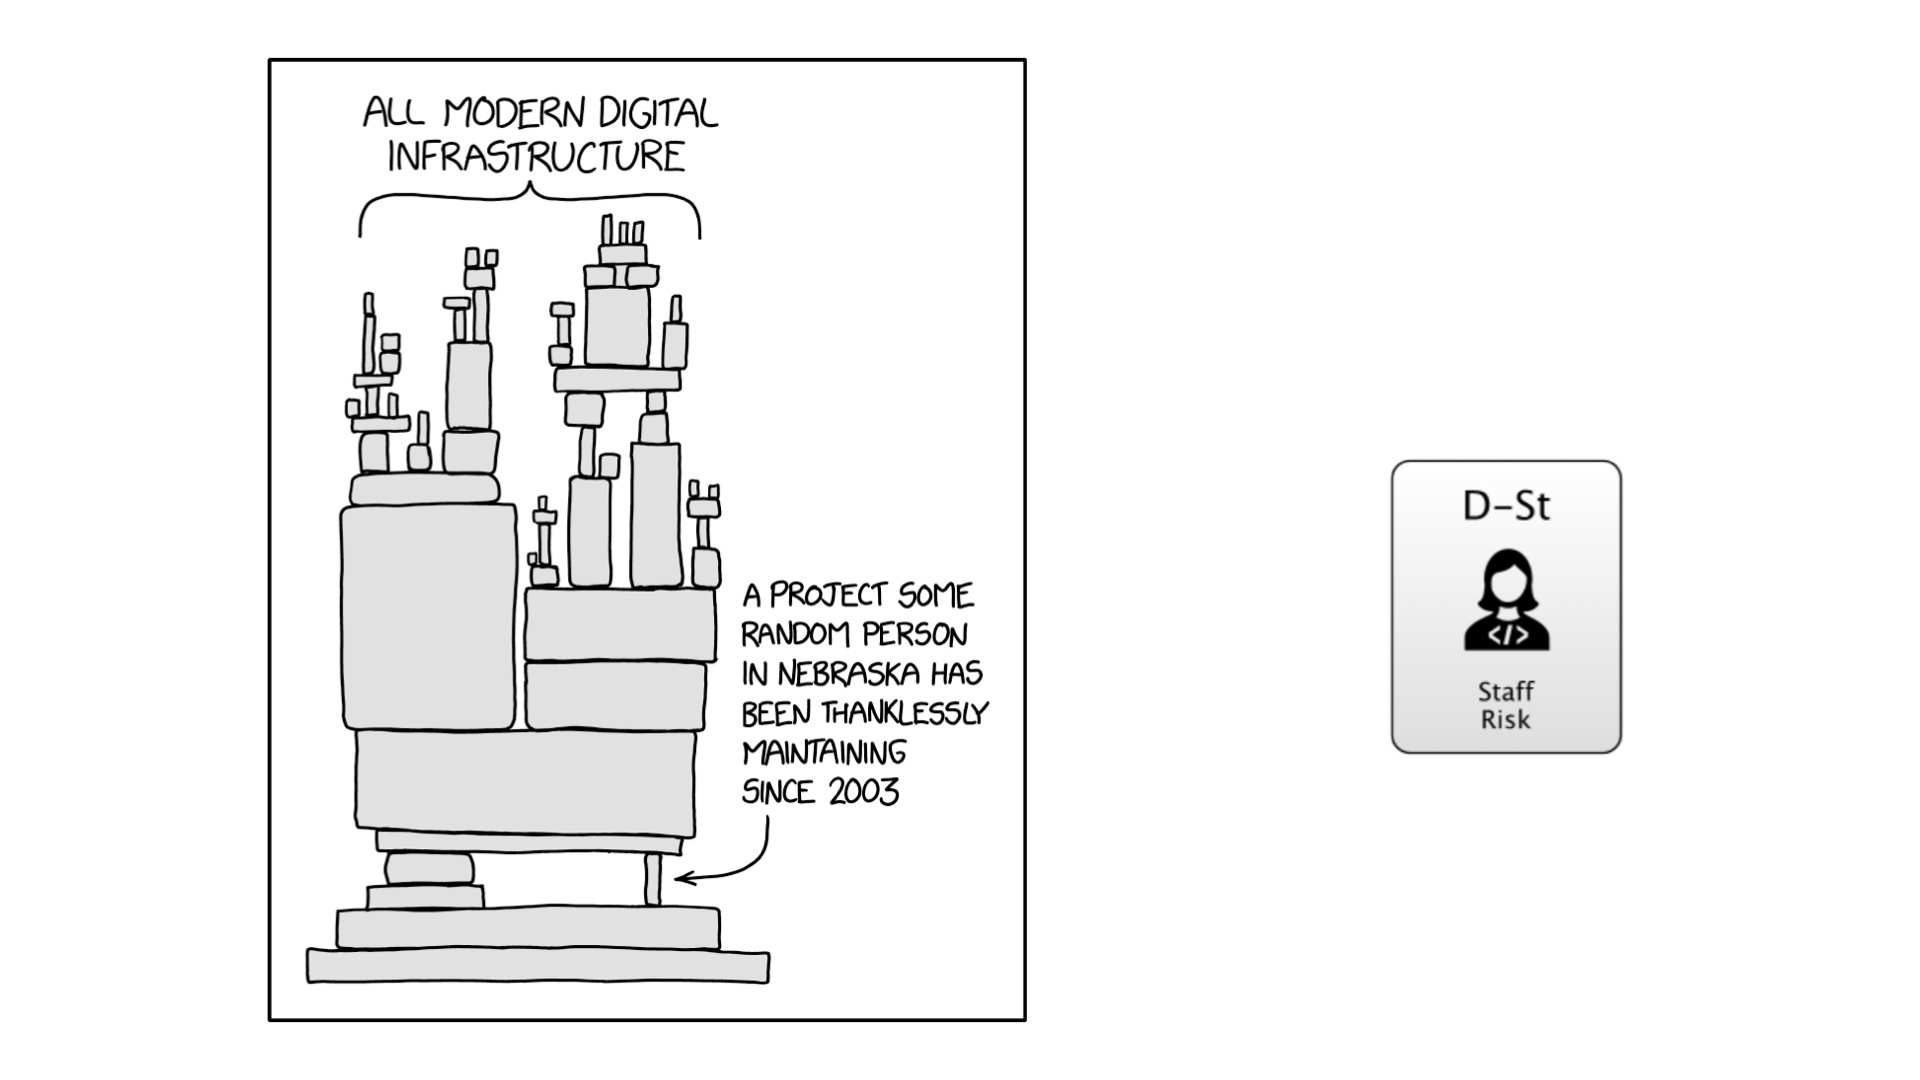 ALL MODERN DIGITAL
INFRASTRUCTURE
A PROJECT SOME
RANDOM PERSON
IN NEBRASKA HAS
BEEN THANKLESSLY
MAINTAINING
SINCE 2003
D-St
</>
Staff
Risk